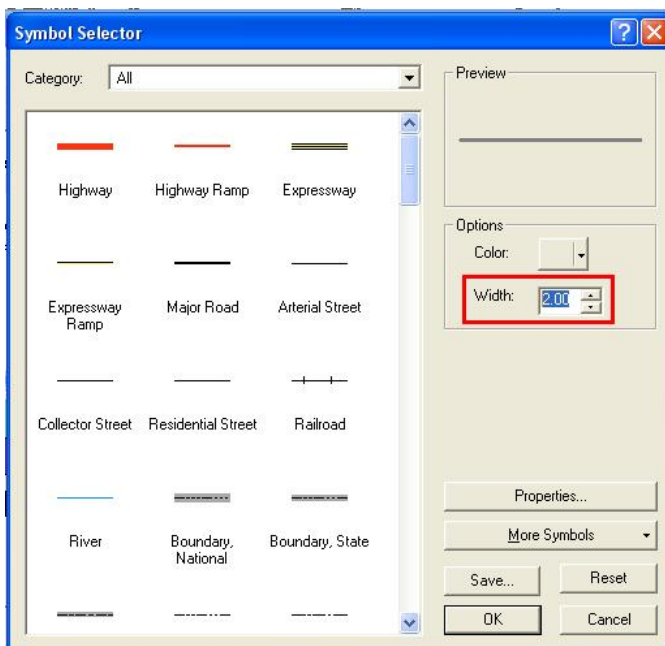 Symbol Selector
Category: All
Preview
Highway
Highway Ramp
Expressway
Options
Color:
Width: 2.00
Expressway
Ramp
Major Road
Arterial Street
Collector Street
Residential Street
Railroad
River
Boundary,
National
Boundary, State
Properties...
More Symbols
Save...
Reset
OK
Cancel